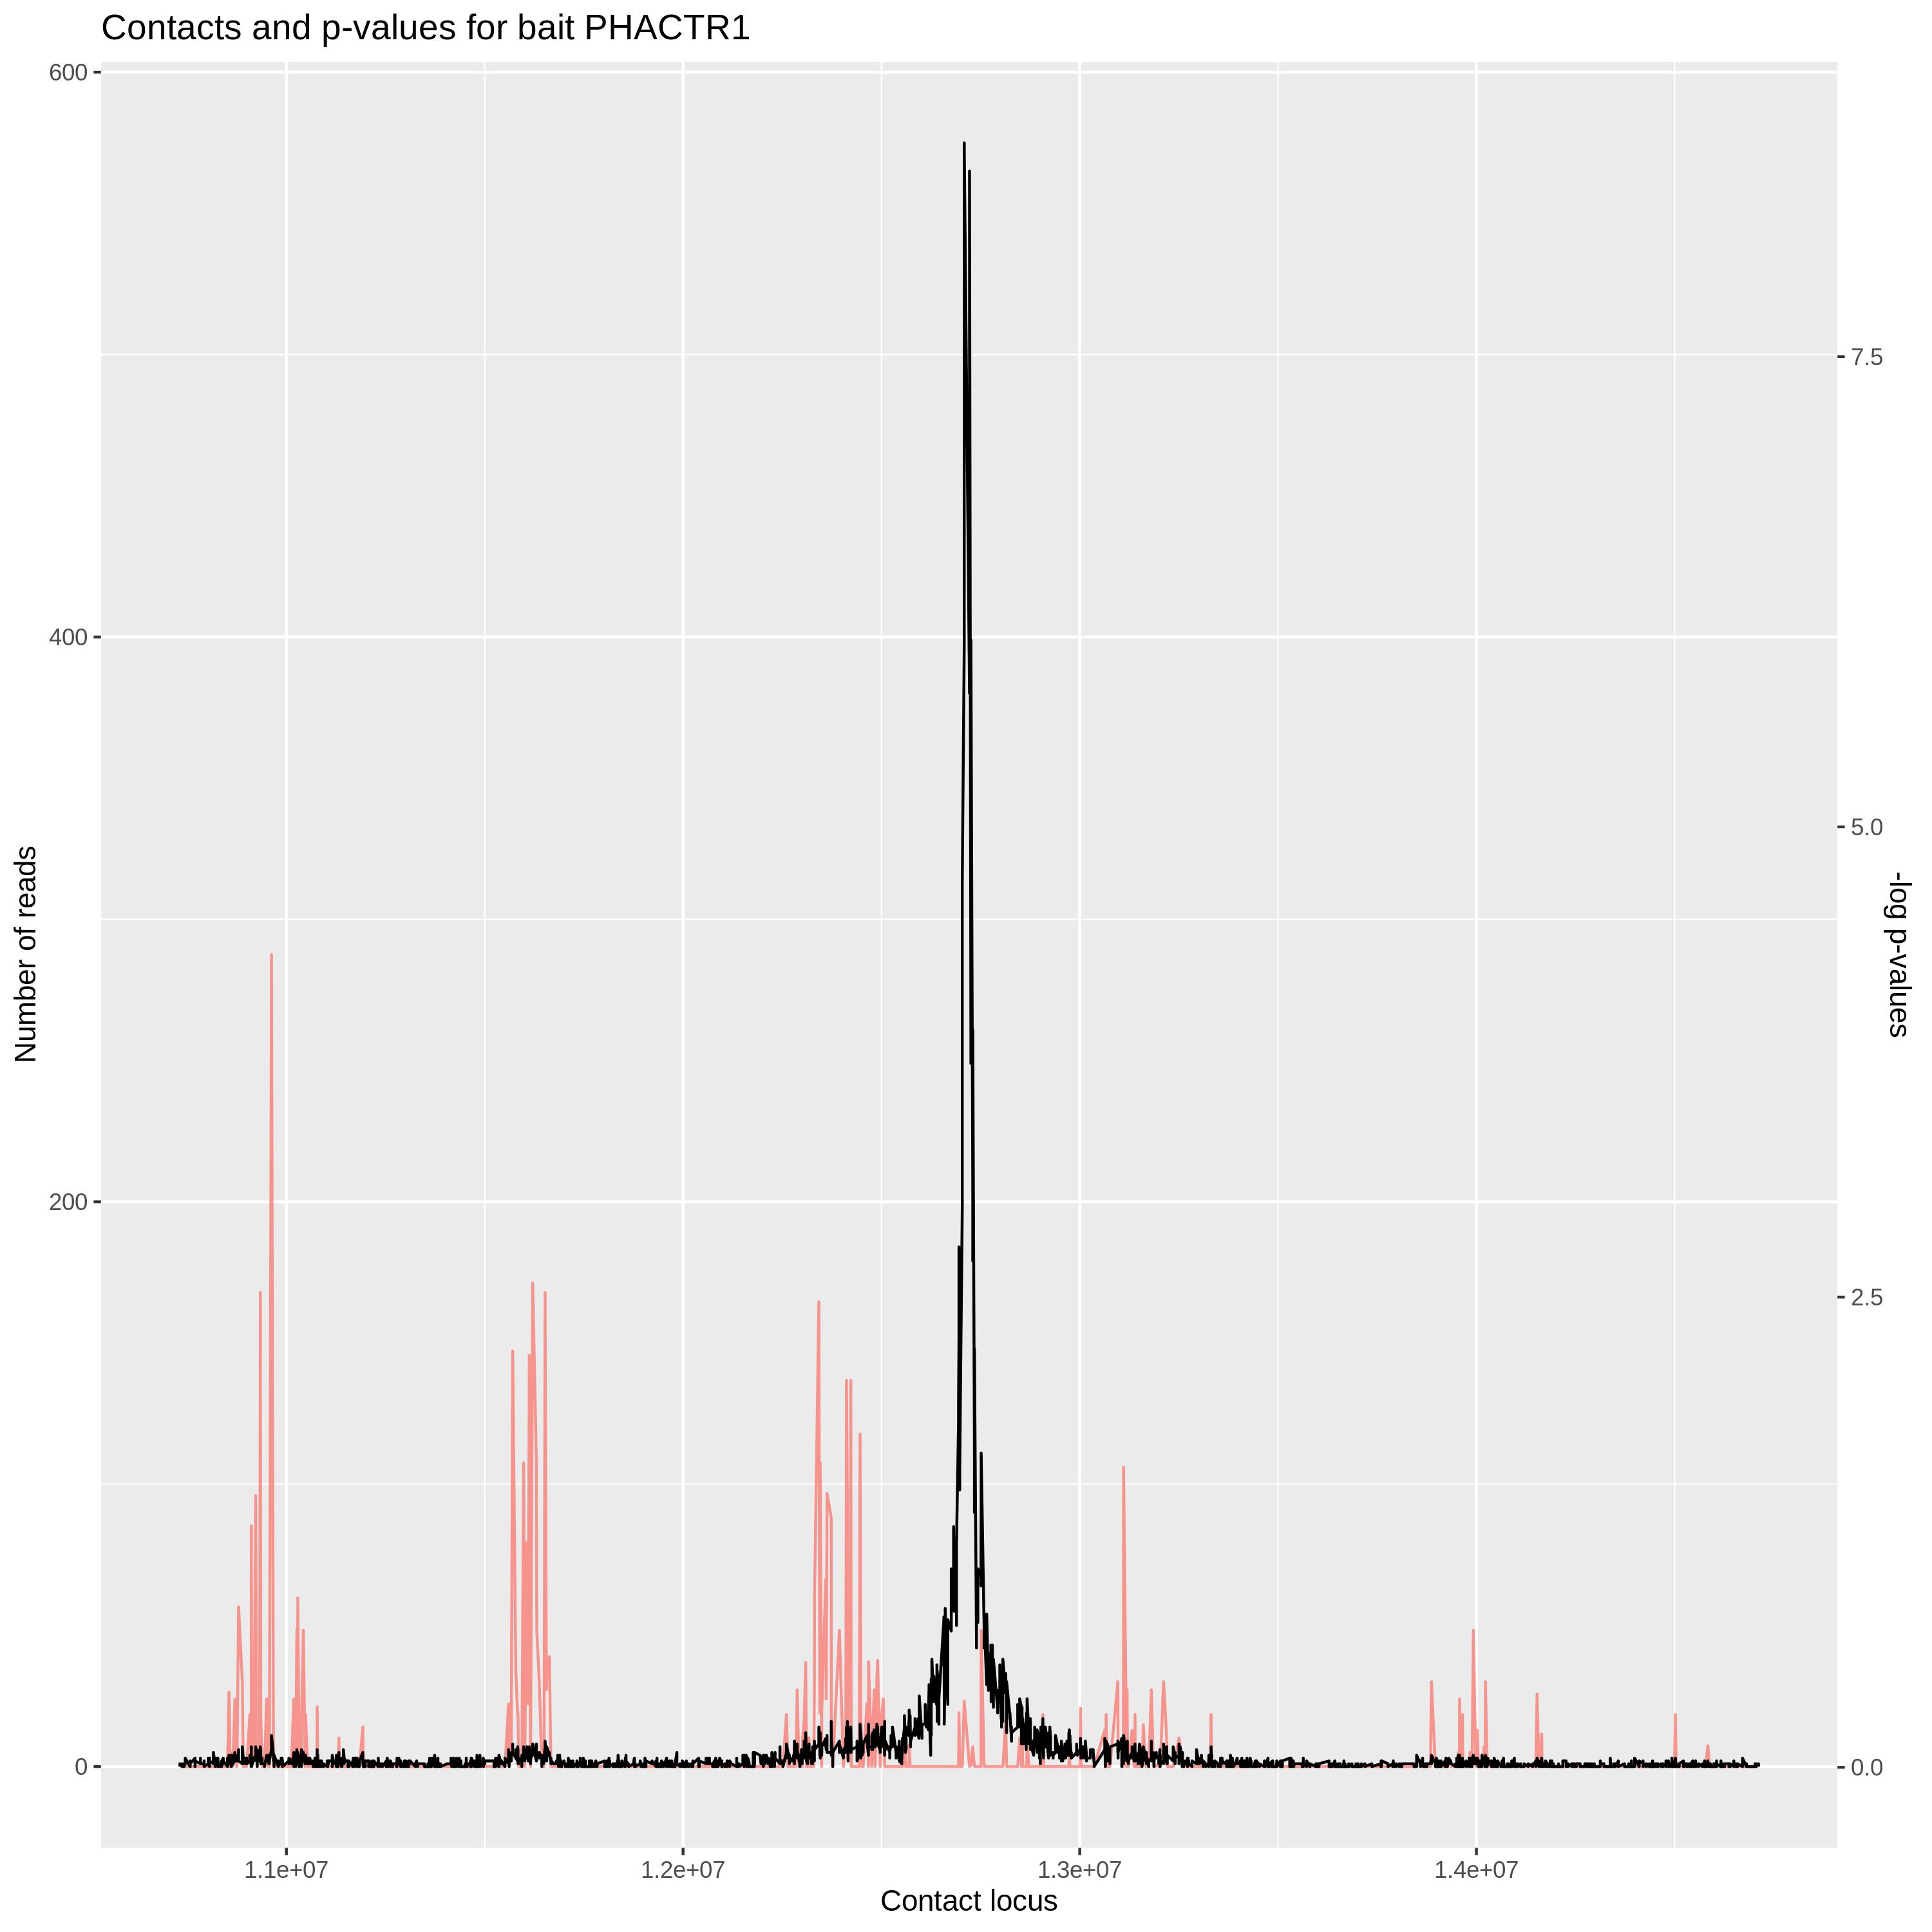 Contacts and p-values for bait PHACTR1
600
400
200
0
Number of reads
7.5
5.0
2.5
0.0
-log p-values
1.1e+07
1.2e+07
1.3e+07
1.4e+07
Contact locus